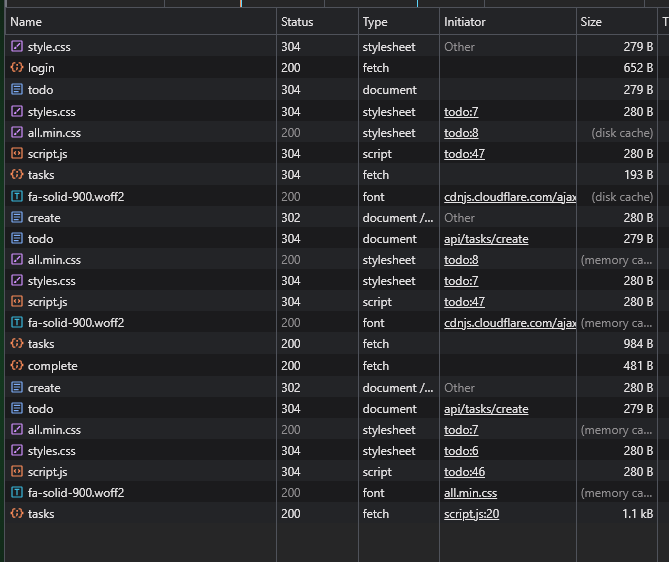 Name Status Type Initiator Size T
style.css 304 stylesheet Other 279 B
login 200 fetch 652 B
todo 304 document 279 B
styles.css 304 stylesheet todo:7 280 B
all.min.css 200 stylesheet todo:8 (disk cache)
script.js 304 script todo:47 280 B
tasks 304 fetch 193 B
fa-solid-900.woff2 200 font cdnjs.cloudflare.com/ajax (disk cache)
create 302 document /... Other 280 B
todo 304 document api/tasks/create 279 B
all.min.css 200 stylesheet todo:8 (memory ca...
styles.css 304 stylesheet todo:7 280 B
script.js 304 script todo:47 280 B
fa-solid-900.woff2 200 font cdnjs.cloudflare.com/ajax (memory ca...
tasks 200 fetch 984 B
complete 200 fetch 481 B
create 302 document /... Other 280 B
todo 304 document api/tasks/create 279 B
all.min.css 200 stylesheet todo:7 (memory ca...
styles.css 304 stylesheet todo:6 280 B
script.js 304 script todo:46 280 B
fa-solid-900.woff2 200 font all.min.css (memory ca...
tasks 200 fetch script.js:20 1.1 kB